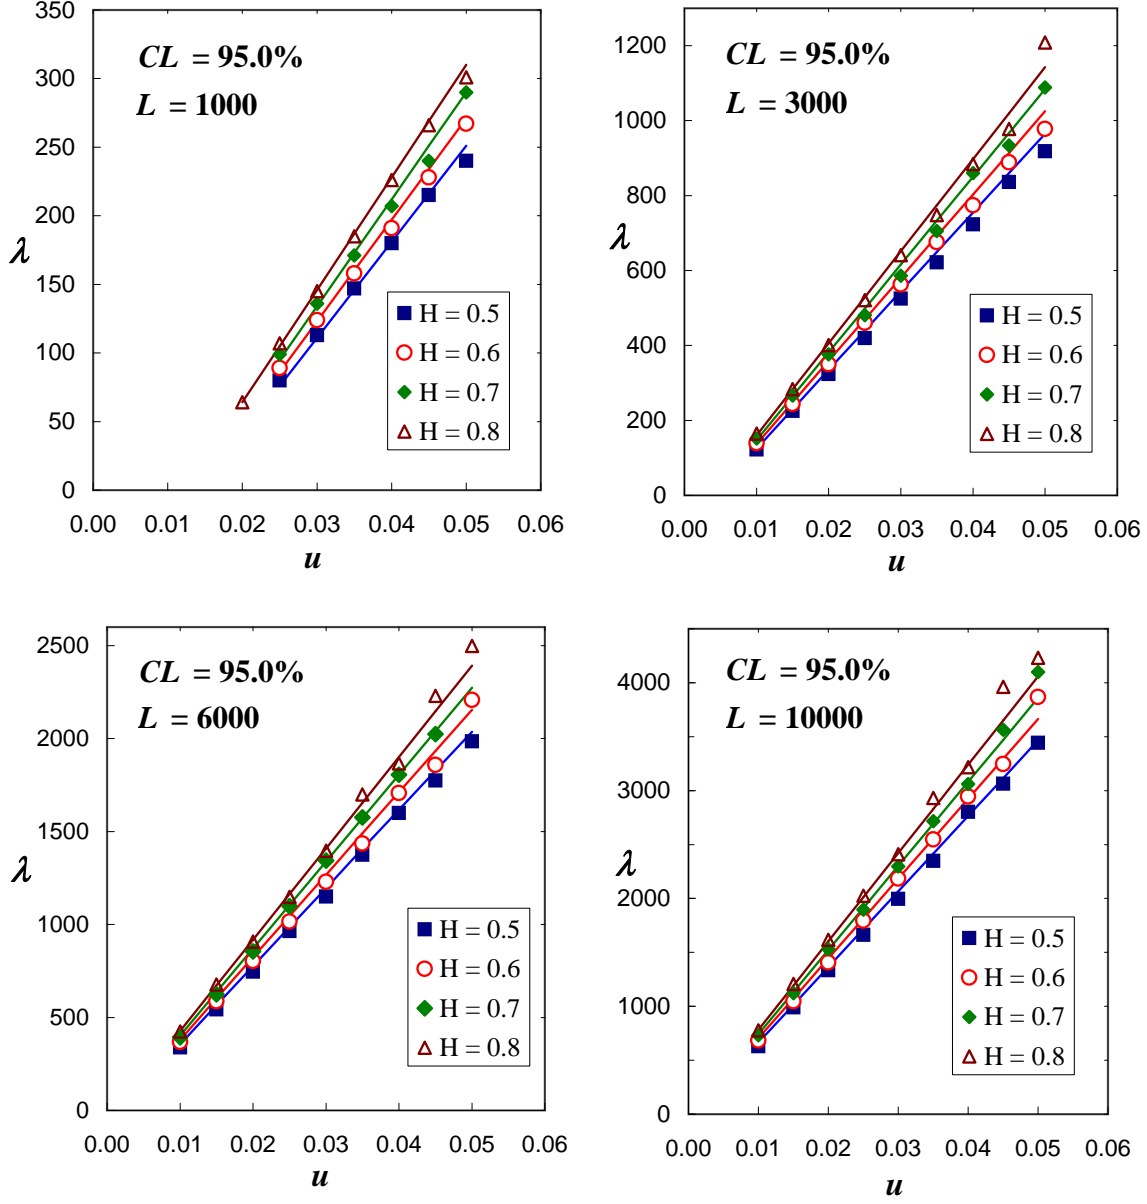 350
300
250
200
150
100
50
0
CL = 95.0%
L = 1000
λ
H = 0.5
H = 0.6
H = 0.7
H = 0.8
0.00 0.01 0.02 0.03 0.04 0.05 0.06
u
1200
1000
800
600
400
200
0
CL = 95.0%
L = 3000
λ
H = 0.5
H = 0.6
H = 0.7
H = 0.8
0.00 0.01 0.02 0.03 0.04 0.05 0.06
u
2500
2000
1500
1000
500
0
CL = 95.0%
L = 6000
λ
H = 0.5
H = 0.6
H = 0.7
H = 0.8
0.00 0.01 0.02 0.03 0.04 0.05 0.06
u
4000
3000
2000
1000
0
CL = 95.0%
L = 10000
λ
H = 0.5
H = 0.6
H = 0.7
H = 0.8
0.00 0.01 0.02 0.03 0.04 0.05 0.06
u